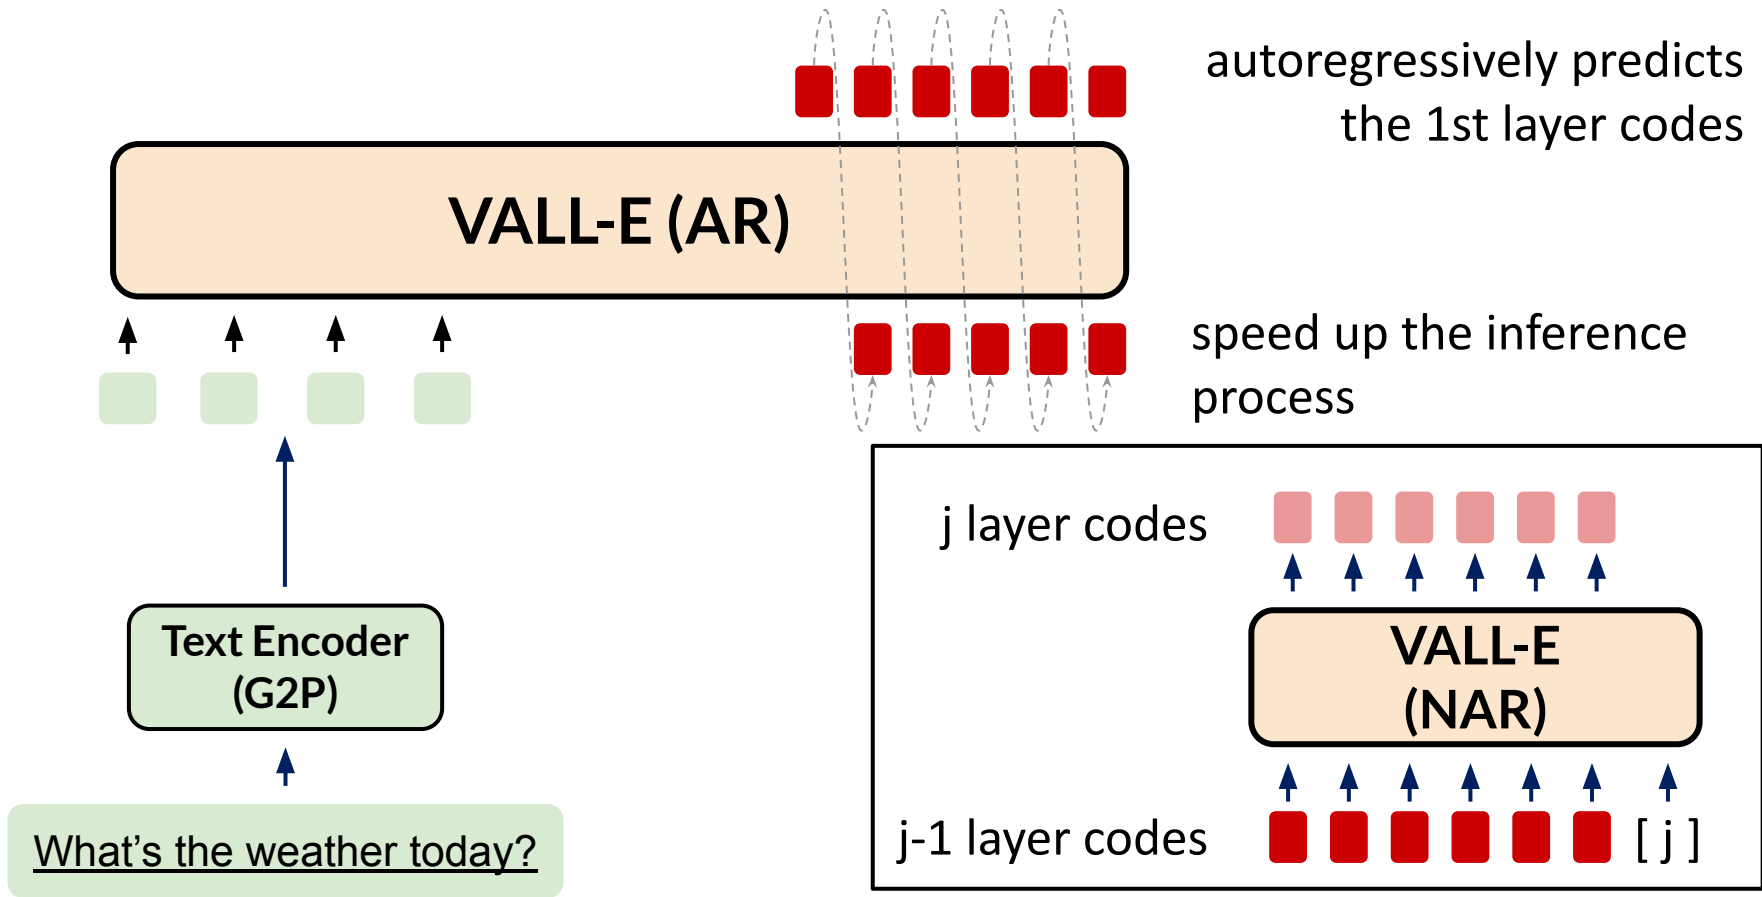 autoregressively predicts
the 1st layer codes
VALL-E (AR)
speed up the inference
process
j layer codes
Text Encoder
(G2P)
VALL-E
(NAR)
What's the weather today?
j-1 layer codes
[ j ]